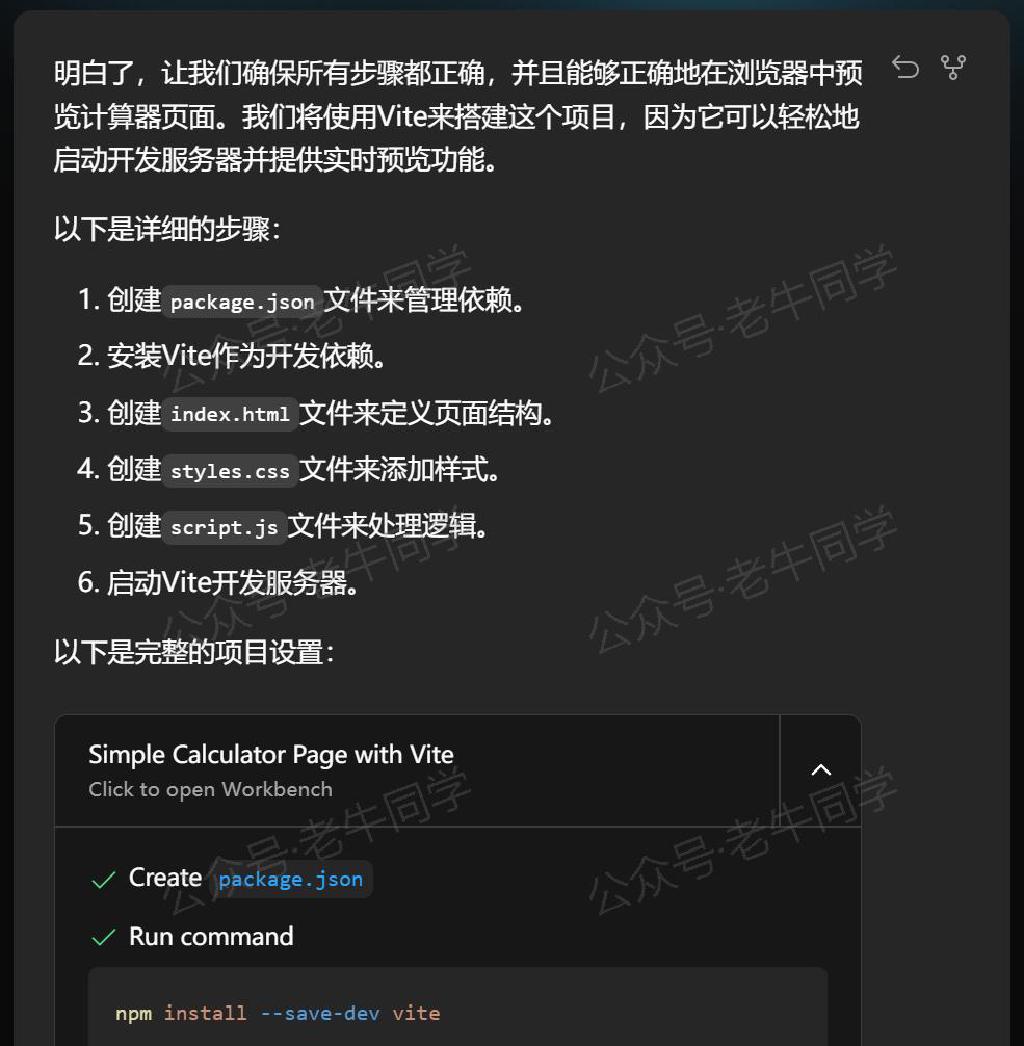 明白了，让我们确保所有步骤都正确，并且能够正确地在浏览器中预
览计算器页面。我们将使用Vite来搭建这个项目，因为它可以轻松地
启动开发服务器并提供实时预览功能。
以下是详细的步骤：
1. 创建 package.json 文件来管理依赖。
2. 安装Vite作为开发依赖。
3. 创建 index.html 文件来定义页面结构。
4. 创建 styles.css 文件来添加样式。
5. 创建 script.js 文件来处理逻辑。
6. 启动Vite开发服务器。
以下是完整的项目设置：
Simple Calculator Page with Vite
Click to open Workbench
Create package.json
Run command
npm install --save-dev vite
公众号·老牛同学
公众号·老牛同学
公众号·老牛同学
公众号·老牛同学
公众号·老牛同学
公众号·老牛同学